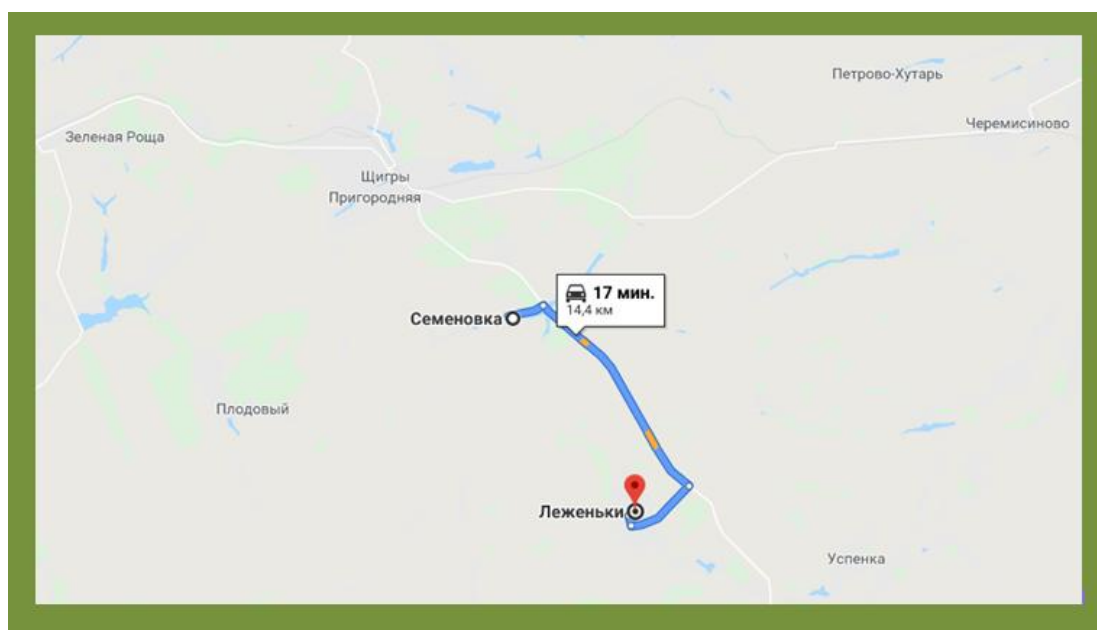 Петрово-Хутарь
Черемисиново
Зеленая Роща
Щигры
Пригородняя
17 мин.
14,4 км
Семеновка
Плодовый
Леженьки
Успенка